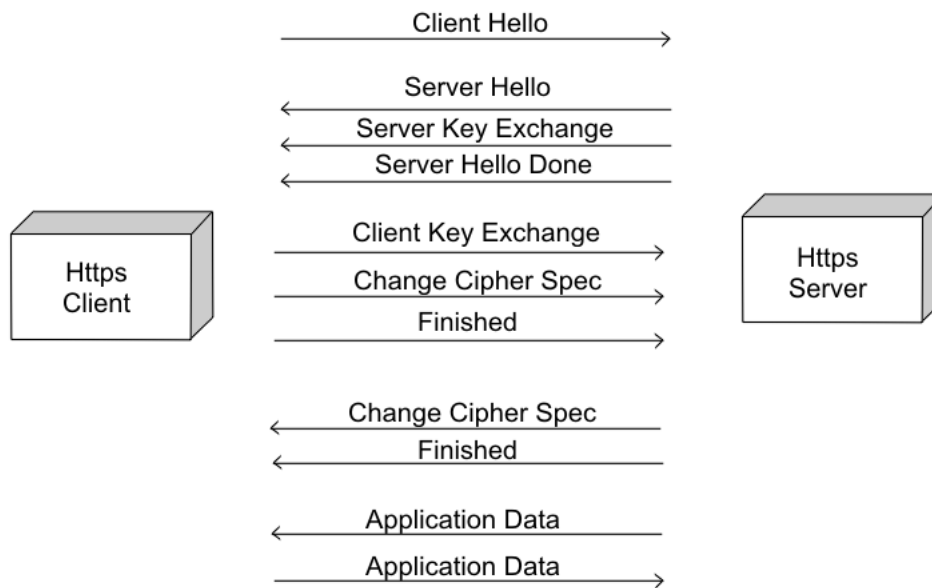 Client Hello
Server Hello
Server Key Exchange
Server Hello Done
Client Key Exchange
Https
Client
Https
Server
Change Cipher Spec
Finished
Change Cipher Spec
Finished
Application Data
Application Data